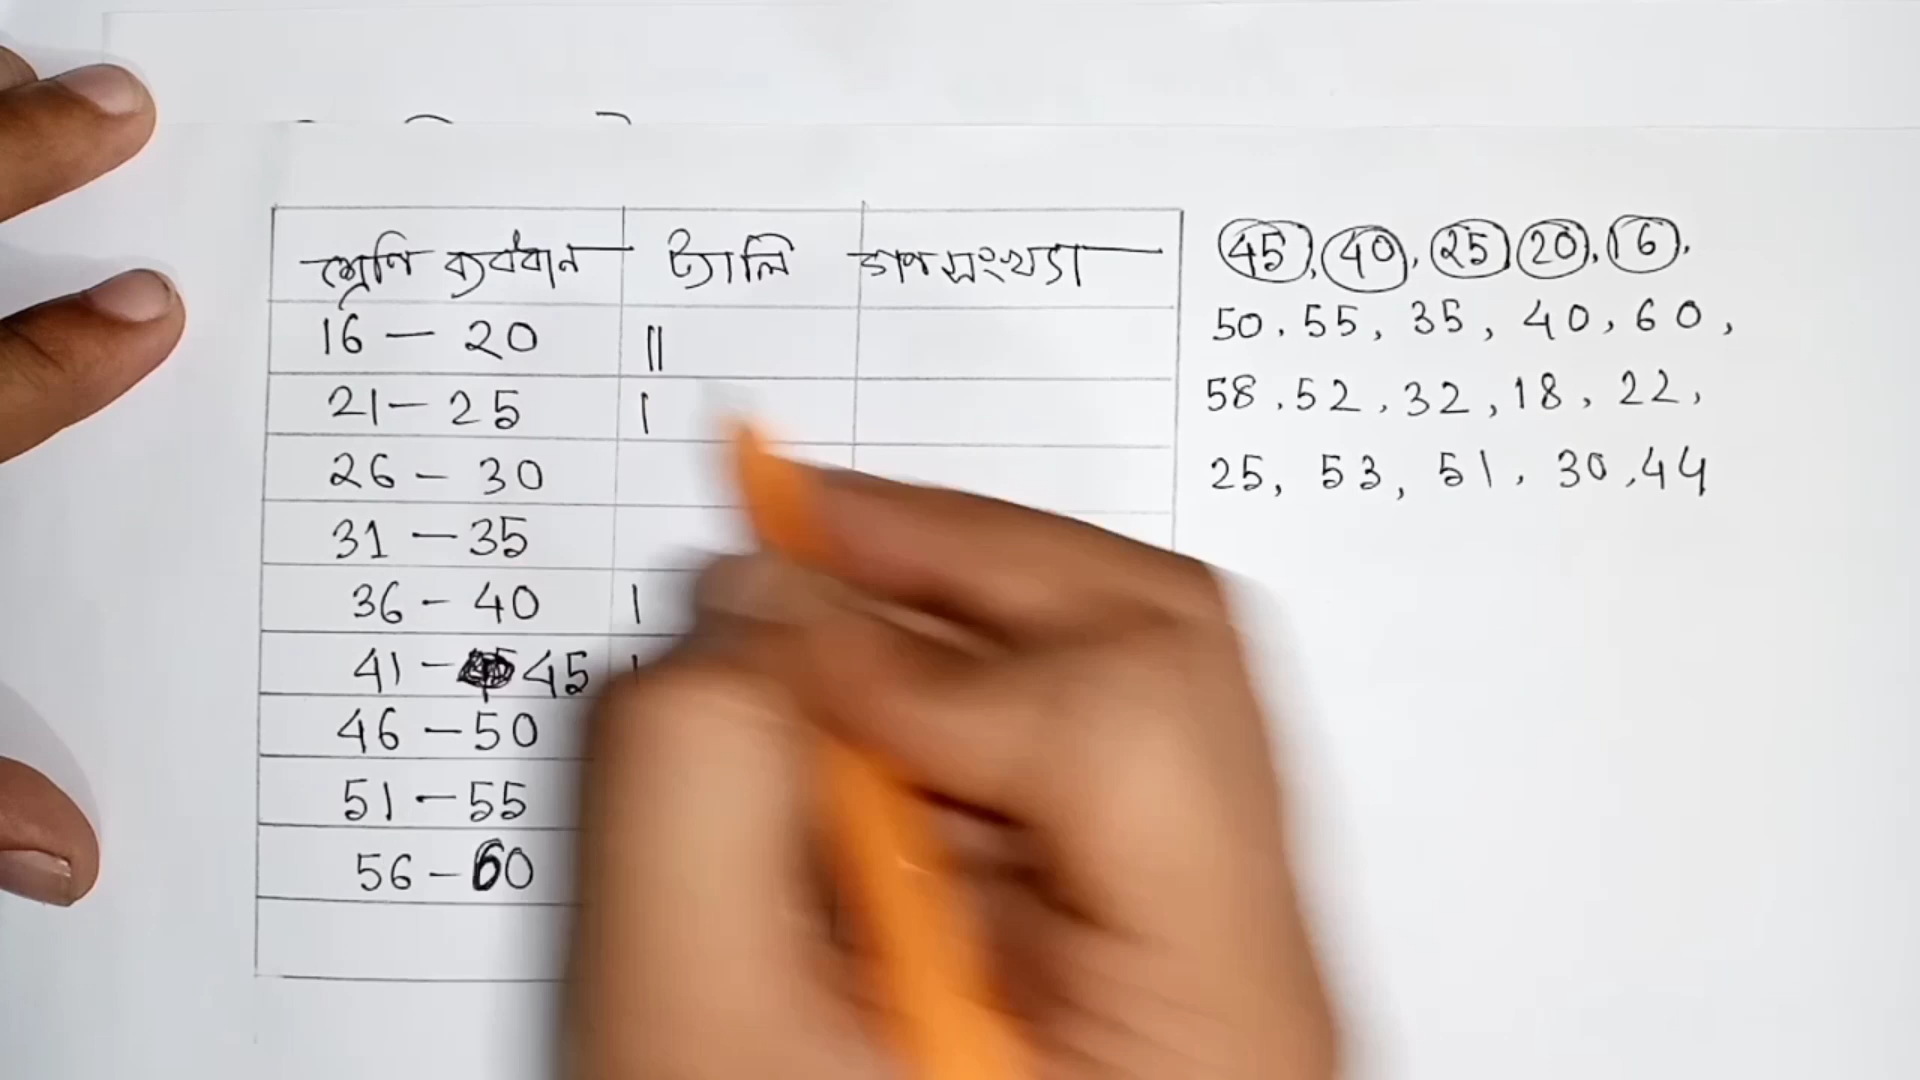 শ্রেণি ব্যবধান ট্যালি গণসংখ্যা
16 — 20 ||
21 — 25 |
26 — 30
31 — 35
36 — 40 |
41 — 45 |
46 — 50
51 — 55
56 — 60
45, 40, 25, 20, 16,
50, 55, 35, 40, 60,
58, 52, 32, 18, 22,
25, 53, 51, 30, 44